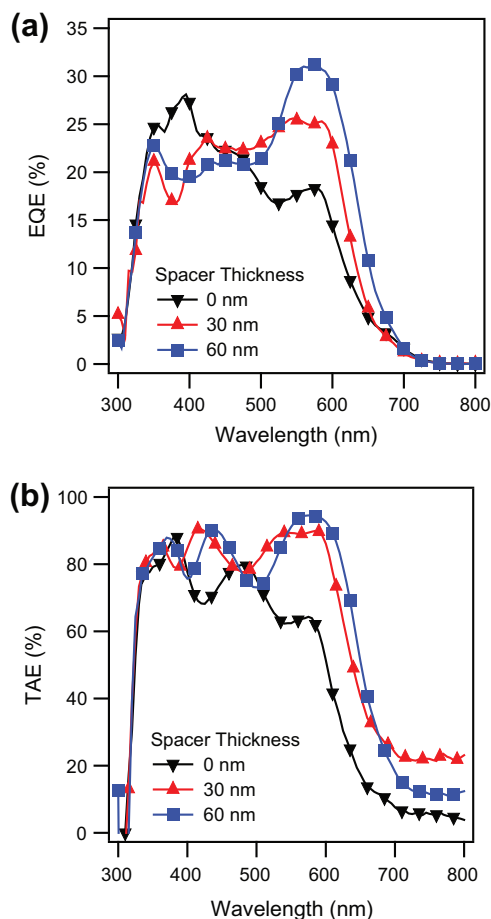 (a)
35
30
25
20
15
10
5
0
EQE (%)
Spacer Thickness
0 nm
30 nm
60 nm
300 400 500 600 700 800
Wavelength (nm)
(b)
100
80
60
40
20
0
TAE (%)
Spacer Thickness
0 nm
30 nm
60 nm
300 400 500 600 700 800
Wavelength (nm)